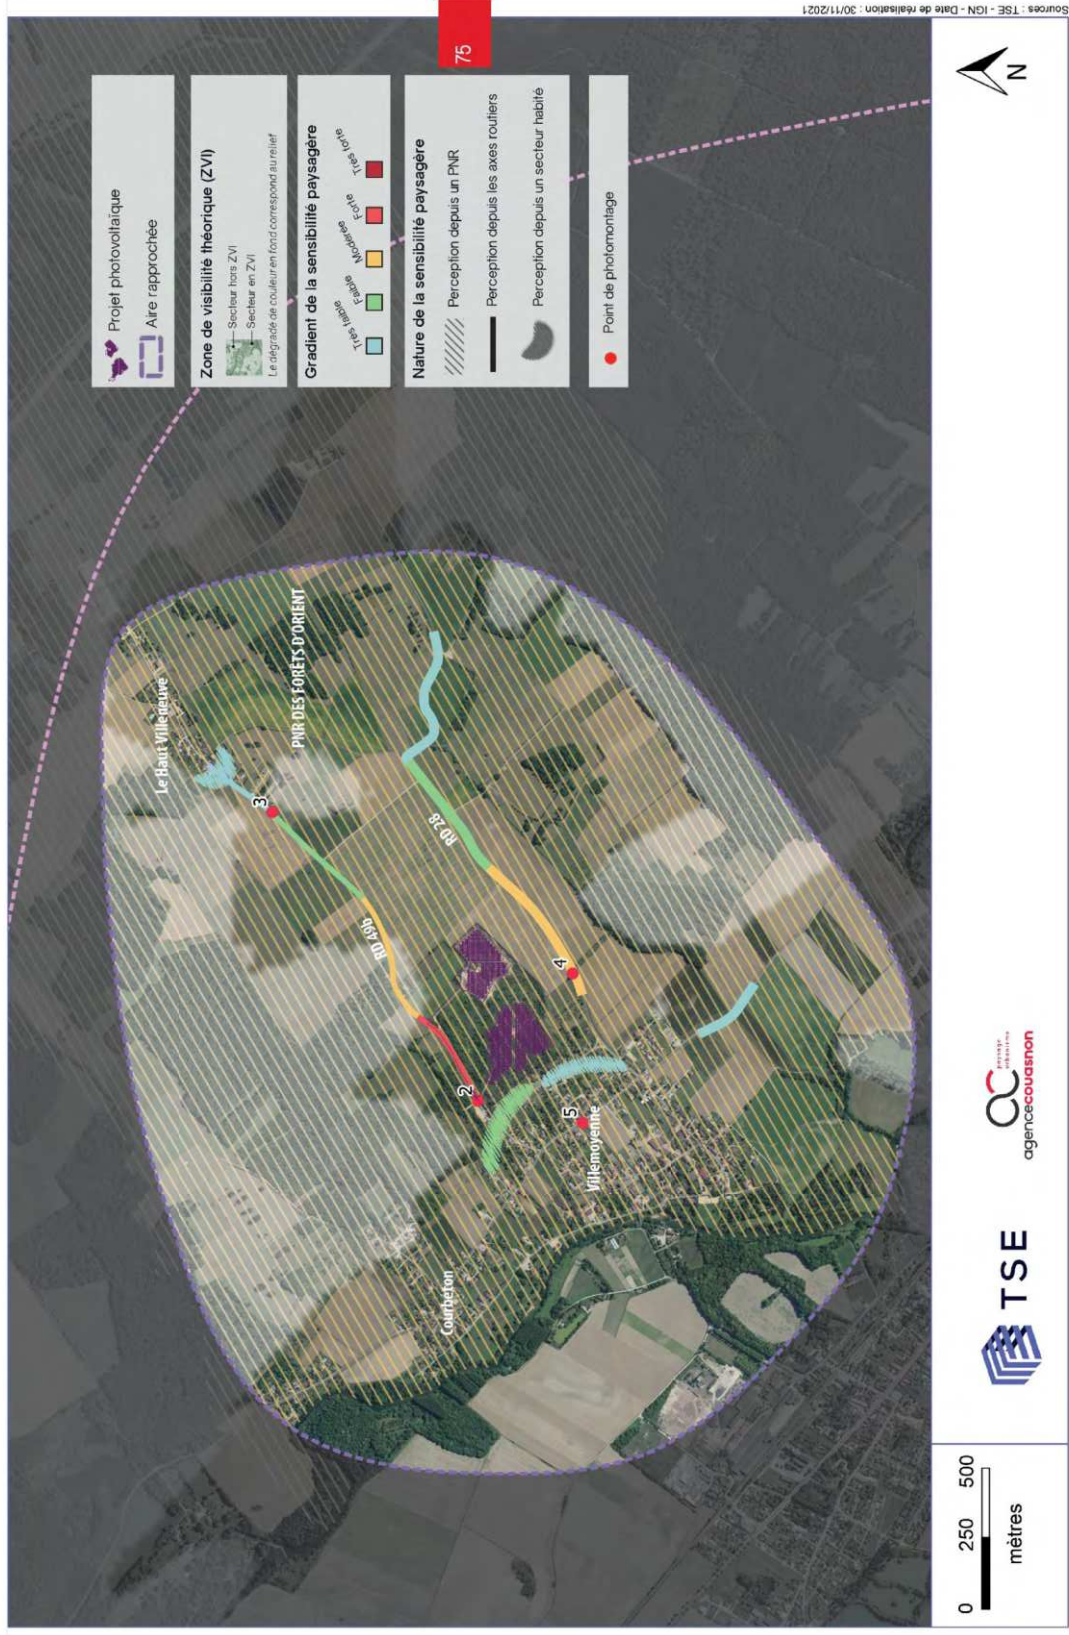 Sources : TSE - IGN - Date de réalisation : 30/11/2021
75
Projet photovoltaïque
Aire rapprochée
Zone de visibilité théorique (ZVI)
Secteur hors ZVI
Secteur en ZVI
Le dégradé de couleur en fond correspond au relief
Gradient de la sensibilité paysagère
Très faible
Faible
Modérée
Forte
Très forte
Nature de la sensibilité paysagère
Perception depuis un PNR
Perception depuis les axes routiers
Perception depuis un secteur habité
Point de photomontage
Le Haut Villeneuve
PNR DES FORÊTS D'ORIENT
3
RD 28
RD 49b
4
2
5
Villemoyenne
Courbeton
N
paysage
urbanisme
agencecouasnon
TSE
0 250 500
mètres